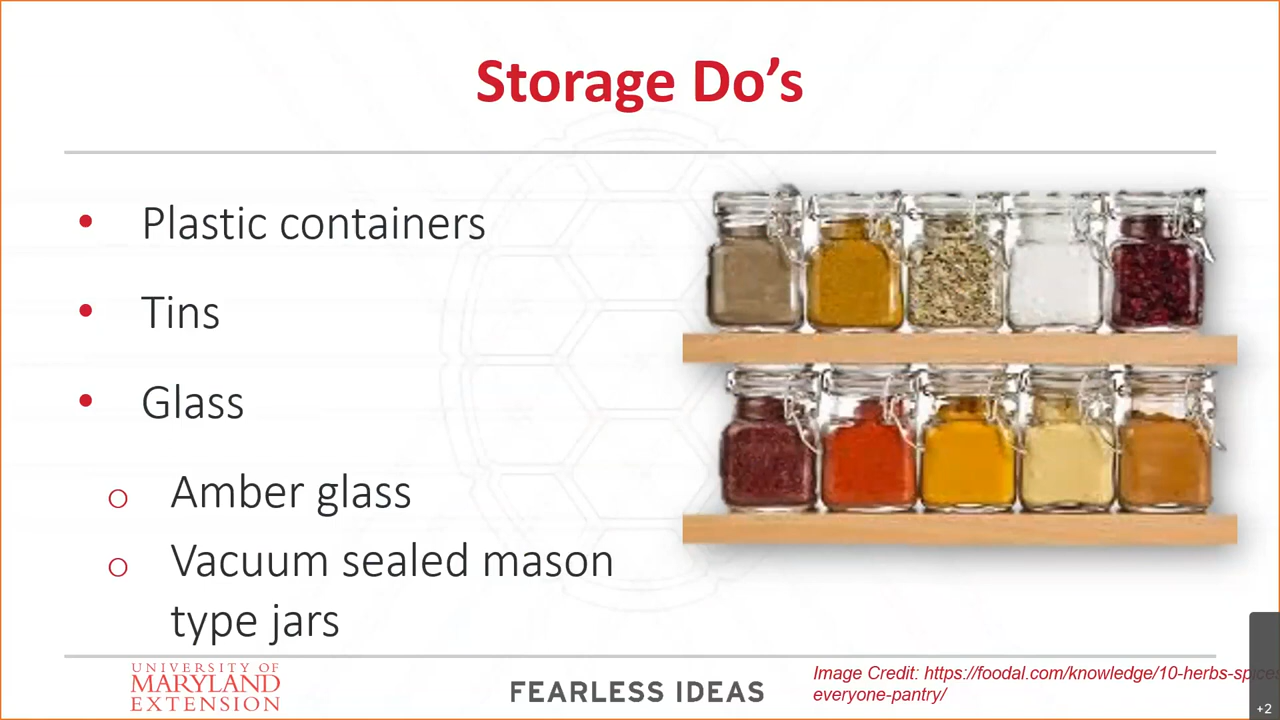 Storage Do’s
• Plastic containers
• Tins
• Glass
o Amber glass
o Vacuum sealed mason
type jars
UNIVERSITY OF
MARYLAND
EXTENSION
FEARLESS IDEAS
Image Credit: https://foodal.com/knowledge/10-herbs-spices
everyone-pantry/
+2